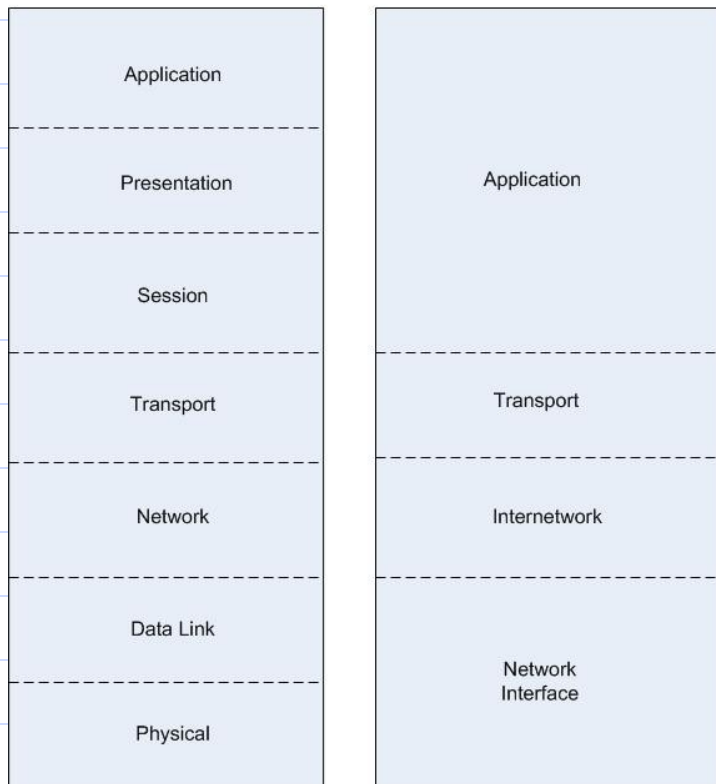 Application
Presentation
Session
Transport
Network
Data Link
Physical
Application
Transport
Internetwork
Network
Interface